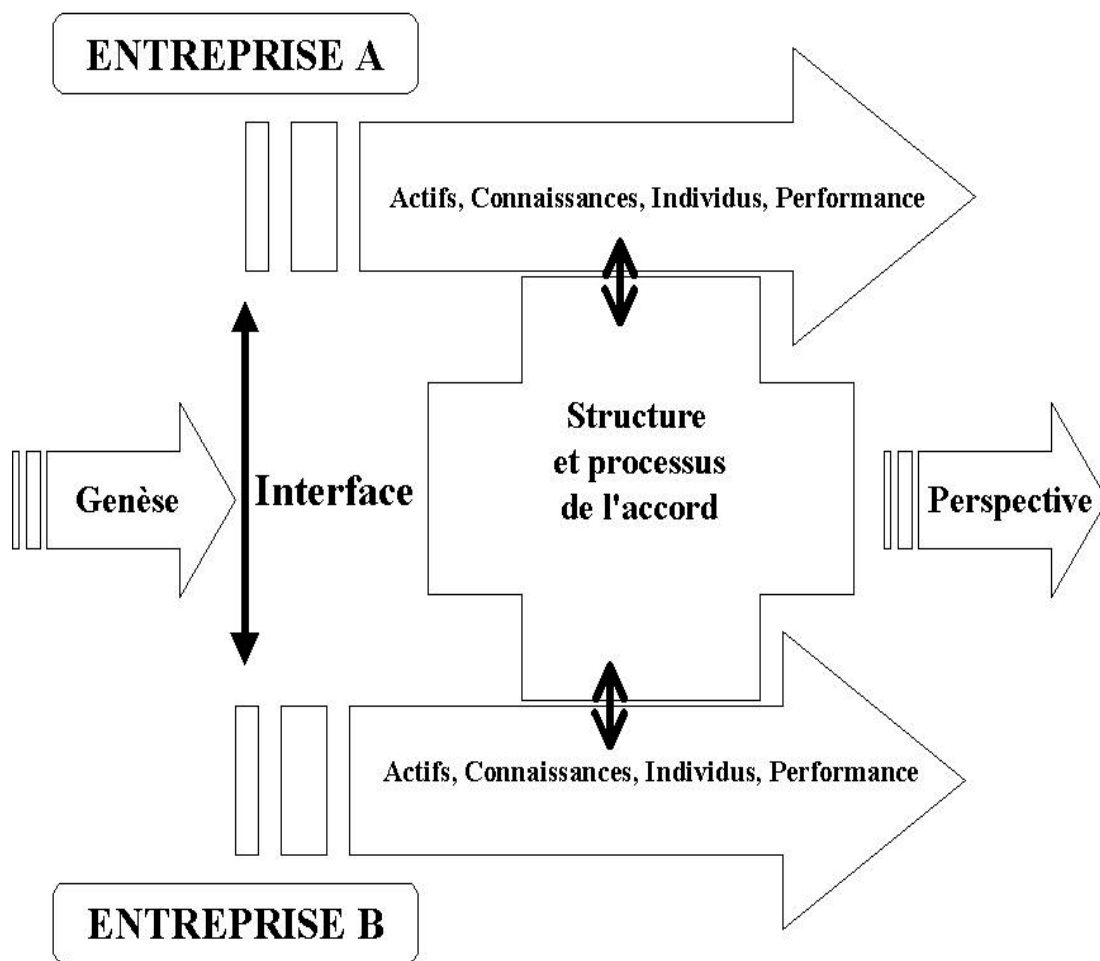 ENTREPRISE A
Actifs, Connaissances, Individus, Performance
Structure
et processus
de l'accord
Genèse
Interface
Perspective
Actifs, Connaissances, Individus, Performance
ENTREPRISE B